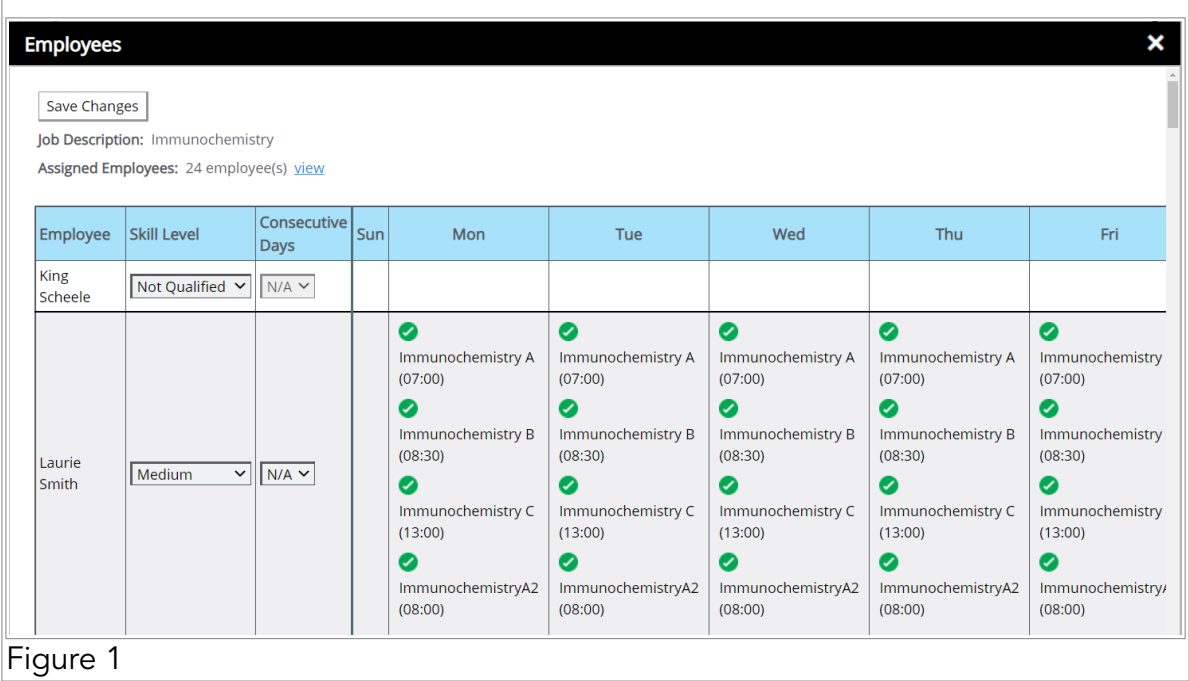 Employees
Save Changes
Job Description: Immunochemistry
Assigned Employees: 24 employee(s) view
Employee Skill Level Consecutive Days Sun Mon Tue Wed Thu Fri
King Scheele Not Qualified N/A
Laurie Smith Medium N/A
Immunochemistry A Immunochemistry A Immunochemistry A Immunochemistry A Immunochemistry
(07:00) (07:00) (07:00) (07:00) (07:00)
Immunochemistry B Immunochemistry B Immunochemistry B Immunochemistry B Immunochemistry
(08:30) (08:30) (08:30) (08:30) (08:30)
Immunochemistry C Immunochemistry C Immunochemistry C Immunochemistry C Immunochemistry
(13:00) (13:00) (13:00) (13:00) (13:00)
ImmunochemistryA2 ImmunochemistryA2 ImmunochemistryA2 ImmunochemistryA2 Immunochemistry
(08:00) (08:00) (08:00) (08:00) (08:00)
Figure 1